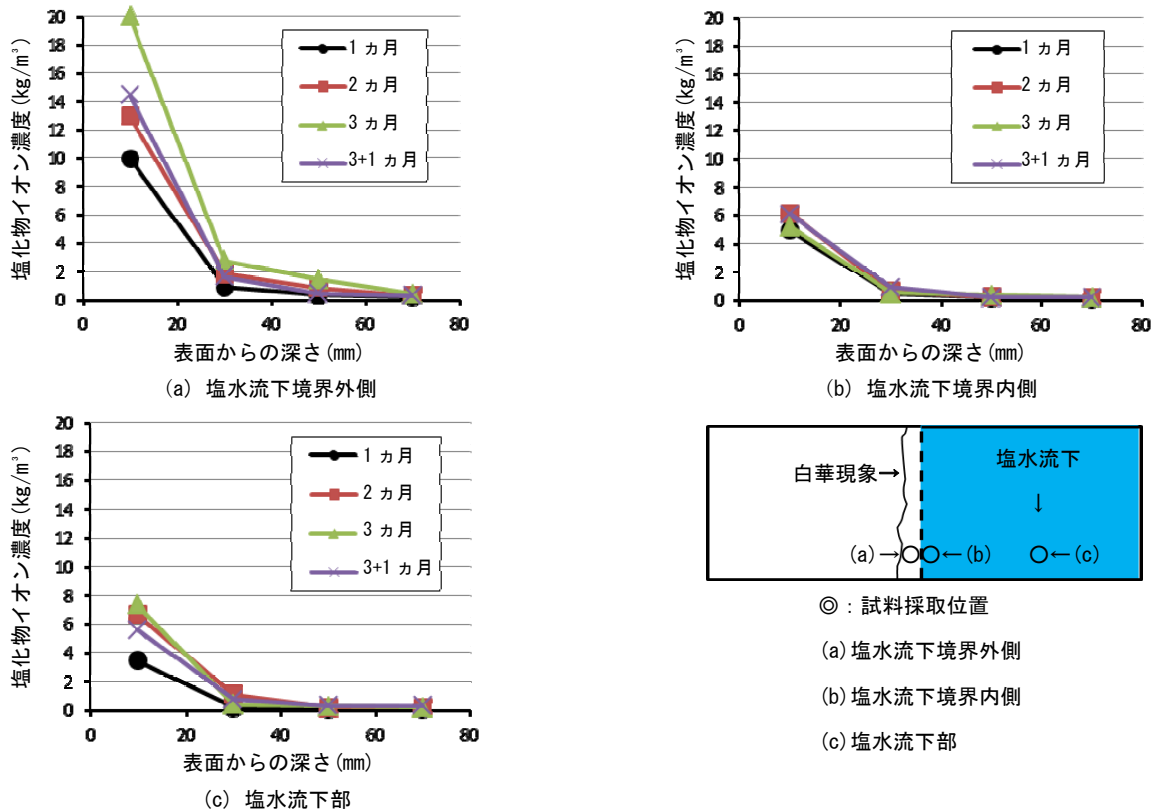 塩化物イオン濃度(kg/m³)
20
18
16
14
12
10
8
6
4
2
0
1 ヵ月
2 ヵ月
3 ヵ月
3+1 ヵ月
0 20 40 60 80
表面からの深さ(mm)
(a) 塩水流下境界外側
塩化物イオン濃度(kg/m³)
20
18
16
14
12
10
8
6
4
2
0
1 ヵ月
2 ヵ月
3 ヵ月
3+1 ヵ月
0 20 40 60 80
表面からの深さ(mm)
(b) 塩水流下境界内側
塩化物イオン濃度(kg/m³)
20
18
16
14
12
10
8
6
4
2
0
1 ヵ月
2 ヵ月
3 ヵ月
3+1 ヵ月
0 20 40 60 80
表面からの深さ(mm)
(c) 塩水流下部
白華現象→ 塩水流下
↓
(a)→ ←(b) ←(c)
◎：試料採取位置
(a)塩水流下境界外側
(b)塩水流下境界内側
(c)塩水流下部